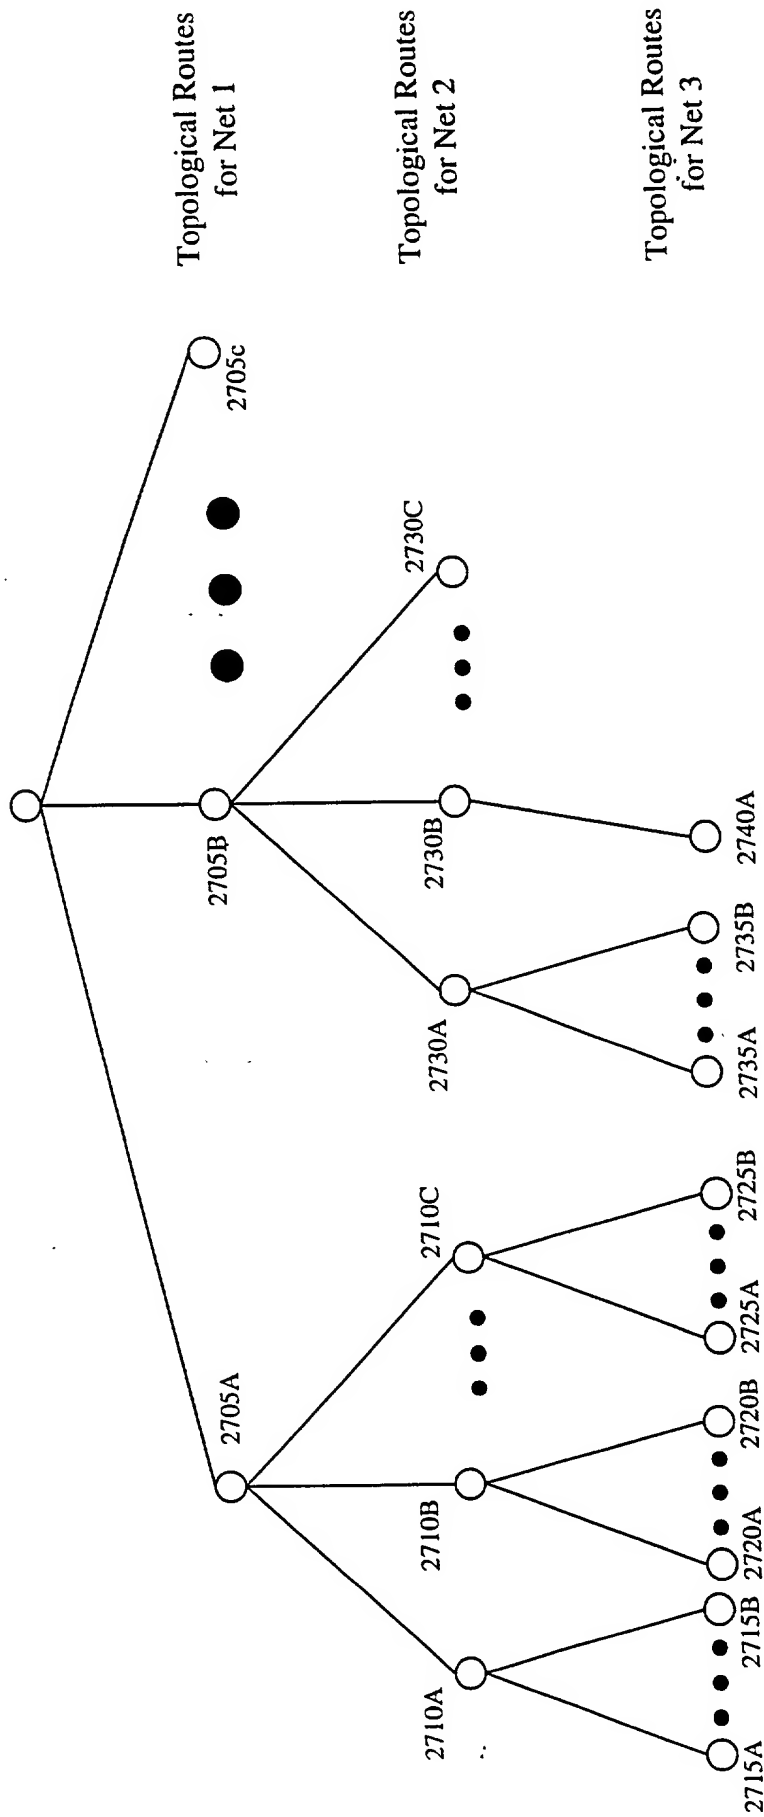 Topological Routes
for Net 1
2705A
2705B
2705c
Topological Routes
for Net 2
2710A
2710B
2710C
2730A
2730B
2730C
Topological Routes
for Net 3
2715A
2715B
2720A
2720B
2725A
2725B
2735A
2735B
2740A